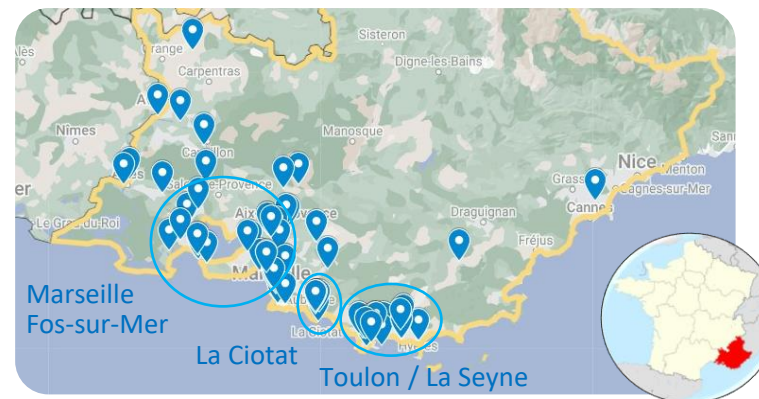 Sisteron
Alès
Orange
Carpentras
Digne-les-Bains
Nîmes
Manosque
Nice
Menton
Cavaillon
Grasse
Cagnes-sur-Mer
Cannes
Salon-de-Provence
Draguignan
Le Grau-du-Roi
Aix-en-Provence
Fréjus
Marseille
Marseille
Fos-sur-Mer
La Ciotat
Hyères
La Ciotat
Toulon / La Seyne